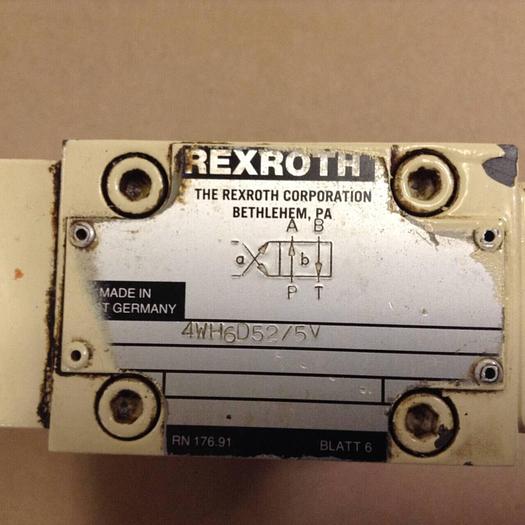 REXROTH
THE REXROTH CORPORATION
BETHLEHEM, PA
A B
a b
P T
MADE IN
T GERMANY
4WH6D52/5V
RN 176.91 BLATT 6